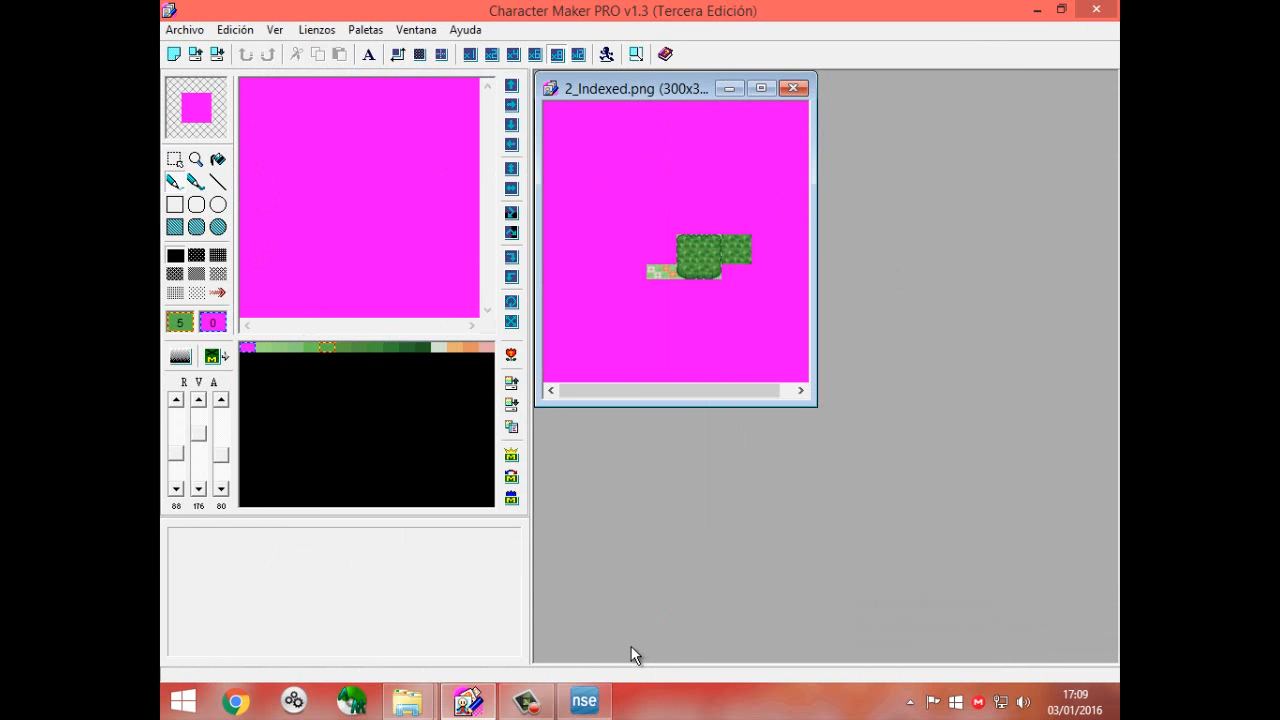 Character Maker PRO v1.3 (Tercera Edición)
Archivo Edición Ver Lienzos Paletas Ventana Ayuda
2_Indexed.png (300x3...
5 0
R V A
88 176 80
nse
17:09
03/01/2016